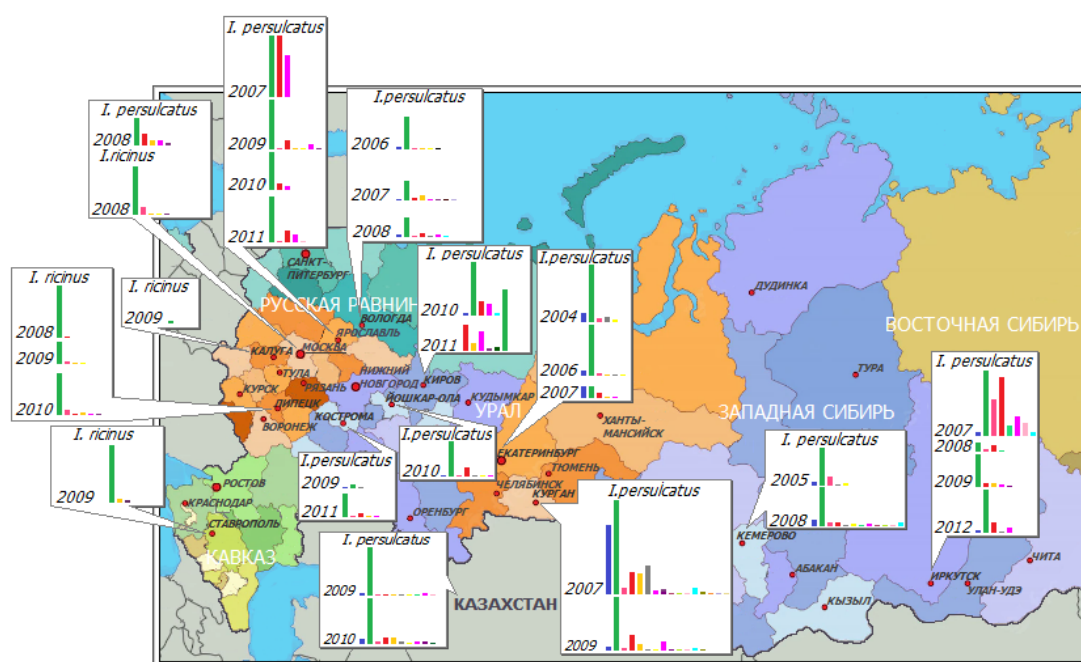 I. persulcatus
2007
2009
2010
2011
I. persulcatus
2008
I.ricinus
2008
I.persulcatus
2006
2007
2008
I. ricinus
2008
2009
2010
I. ricinus
2009
I. persulcatus
2010
2011
I.persulcatus
2004
2006
2007
I. ricinus
2009
I.persulcatus
2009
2011
I.persulcatus
2010
I. persulcatus
2009
2010
I.persulcatus
2007
2009
I.persulcatus
2005
2008
I. persulcatus
2007
2008
2009
2012
САНКТ-
ПИТЕРБУРГ
РУССКАЯ РАВНИН
ВОЛОГДА
ЯРОСЛАВЛЬ
КАЛУГА
МОСКВА
ТУЛА
РЯЗАНЬ
НИЖНИЙ
НОВГОРОД
КИРОВ
КУРСК
ЛИПЕЦК
ЙОШКАР-ОЛА
КУДЫМКАР
УРАЛ
ВОРОНЕЖ
КОСТРОМА
ХАНТЫ-
МАНСИЙСК
ЕКАТЕРИНБУРГ
ТЮМЕНЬ
ЧЕЛЯБИНСК
КУРГАН
РОСТОВ
КРАСНОДАР
СТАВРОПОЛЬ
КАВКАЗ
ОРЕНБУРГ
КАЗАХСТАН
ДУДИНКА
ВОСТОЧНАЯ СИБИРЬ
ТУРА
ЗАПАДНАЯ СИБИРЬ
КЕМЕРОВО
АБАКАН
КЫЗЫЛ
ИРКУТСК
УЛАН-УДЭ
ЧИТА